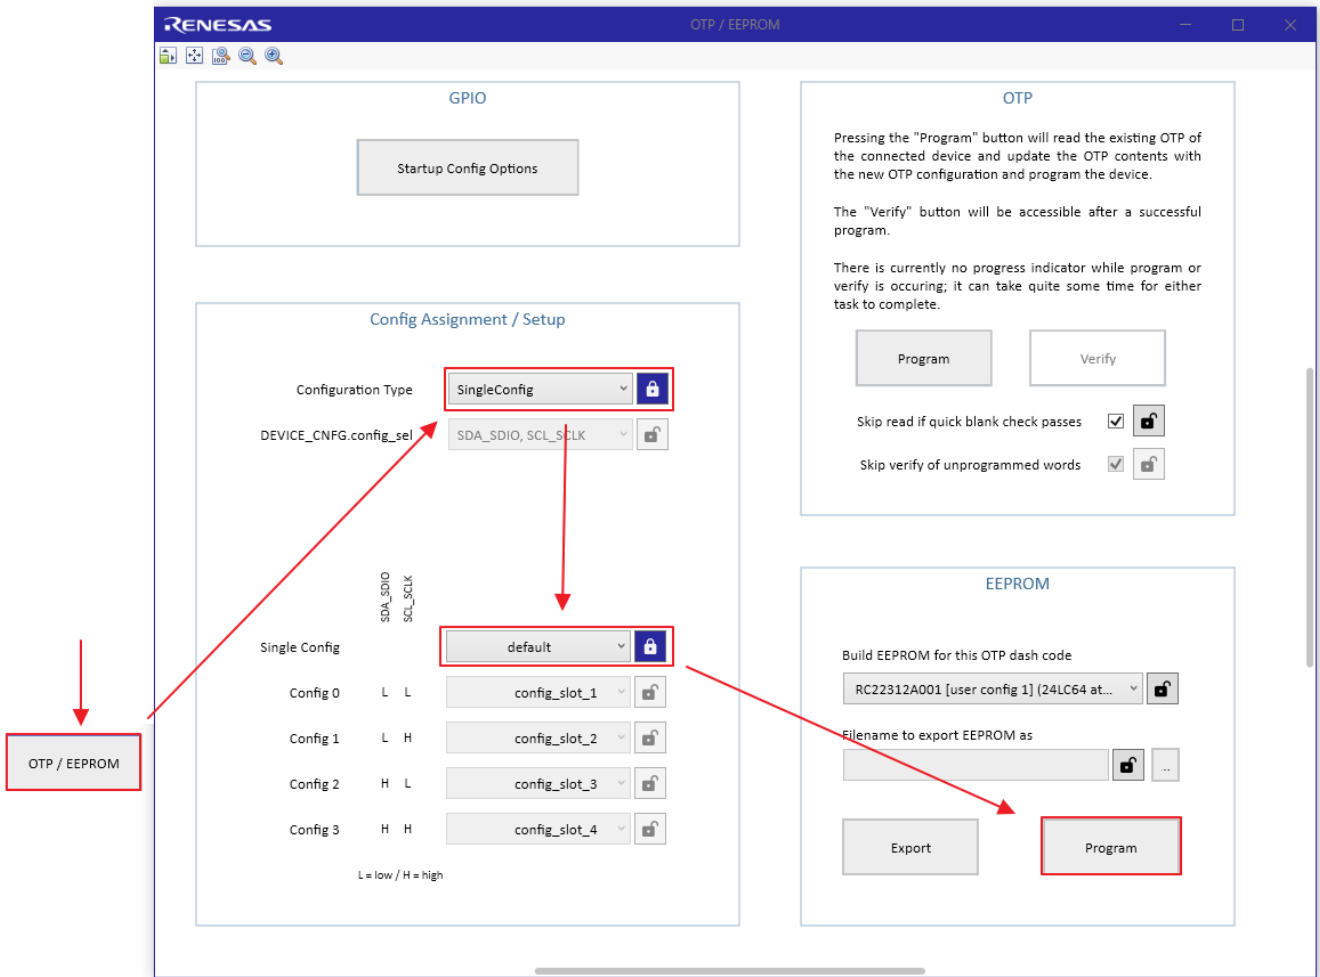 RENESAS
OTP / EEPROM
GPIO
Startup Config Options
Config Assignment / Setup
Configuration Type
SingleConfig
DEVICE_CNFG.config_sel
SDA_SDIO, SCL_SCLK
SDA_SDIO
SCL_SCLK
Single Config
default
Config 0 L L config_slot_1
Config 1 L H config_slot_2
Config 2 H L config_slot_3
Config 3 H H config_slot_4
L = low / H = high
OTP
Pressing the "Program" button will read the existing OTP of
the connected device and update the OTP contents with
the new OTP configuration and program the device.
The "Verify" button will be accessible after a successful
program.
There is currently no progress indicator while program or
verify is occuring; it can take quite some time for either
task to complete.
Program
Verify
Skip read if quick blank check passes
Skip verify of unprogrammed words
EEPROM
Build EEPROM for this OTP dash code
RC22312A001 [user config 1] (24LC64 at...
Filename to export EEPROM as
..
Export
Program
OTP / EEPROM